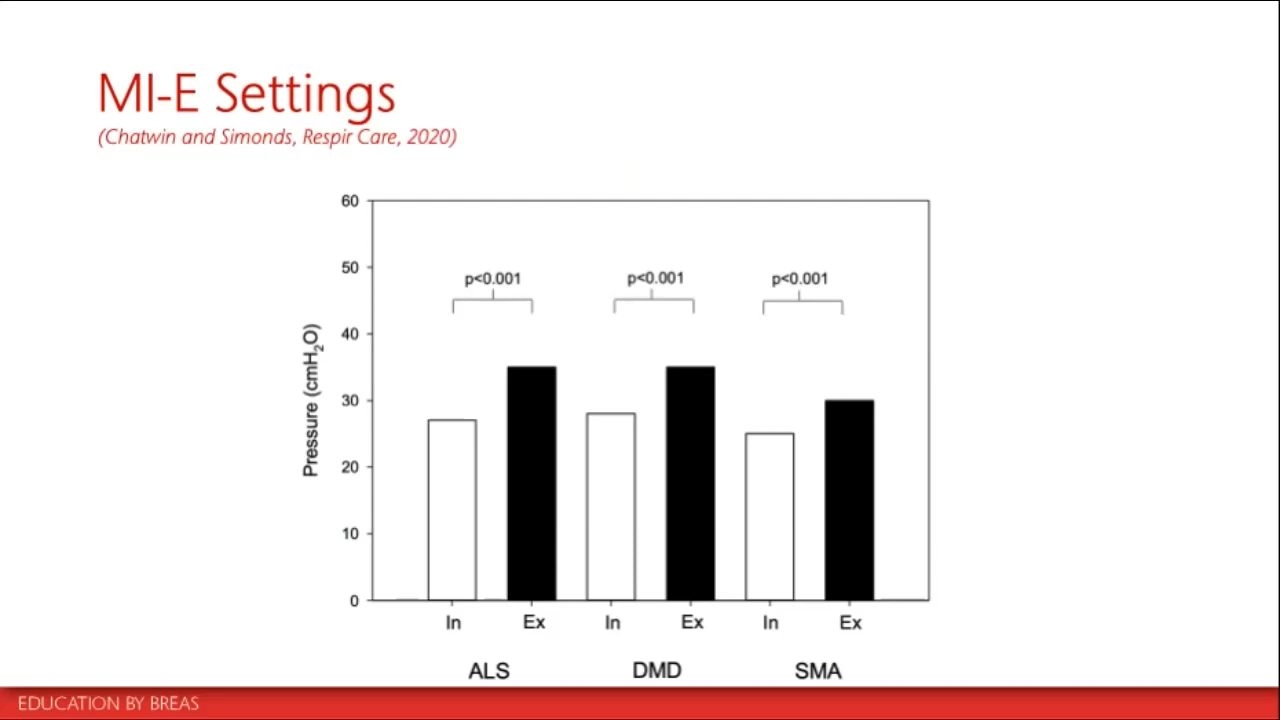 MI-E Settings
(Chatwin and Simonds, Respir Care, 2020)
60
50
40
30
20
10
0
Pressure (cmH₂O)
p<0.001 p<0.001 p<0.001
In Ex In Ex In Ex
ALS DMD SMA
EDUCATION BY BREAS